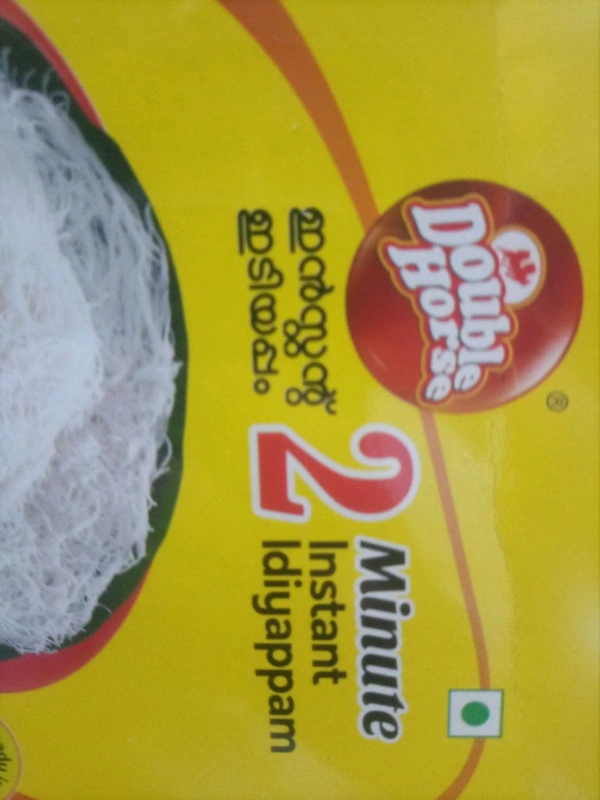 Double
Horse
®
ഇൻസ്റ്റന്റ്
ഇടിയപ്പം
2
Minute
Instant
Idiyappam